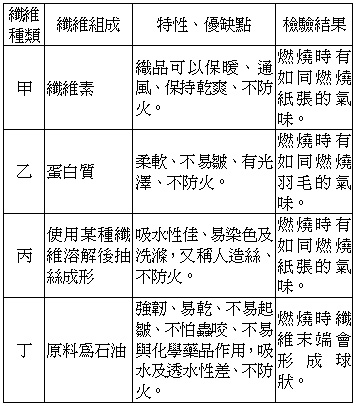 纖維
種類
纖維組成
特性、優缺點
檢驗結果
甲
纖維素
織品可以保暖、通
風、保持乾爽、不防
火。
燃燒時有
如同燃燒
紙張的氣
味。
乙
蛋白質
柔軟、不易皺、有光
澤、不防火。
燃燒時有
如同燃燒
羽毛的氣
味。
丙
使用某種纖
維溶解後抽
絲成形
吸水性佳、易染色及
洗滌，又稱人造絲、
不防火。
燃燒時有
如同燃燒
紙張的氣
味。
丁
原料為石油
強韌、易乾、不易起
皺、不怕蟲咬、不易
與化學藥品作用，吸
水及透水性差、不防
火。
燃燒時纖
維末端會
形成球
狀。